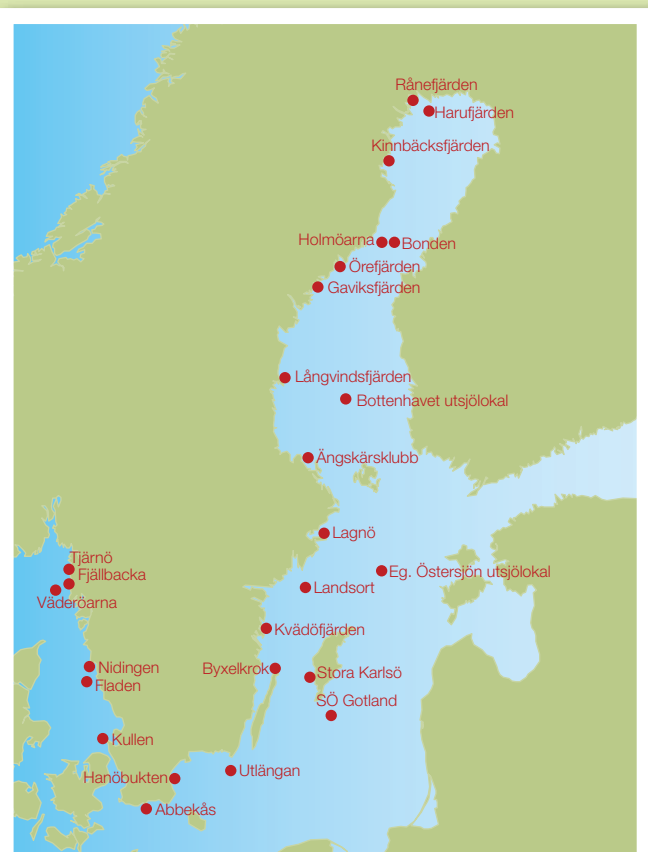 Rånefjärden
Harufjärden
Kinnbäcksfjärden
Holmöarna
Bonden
Örefjärden
Gaviksfjärden
Långvindsfjärden
Bottenhavet utsjölokal
Ängskärsklubb
Lagnö
Tjärnö
Eg. Östersjön utsjölokal
Fjällbacka
Landsort
Väderöarna
Kvädöfjärden
Nidingen
Byxelkrok
Stora Karlsö
Fladen
SÖ Gotland
Kullen
Utlängan
Hanöbukten
Abbekås